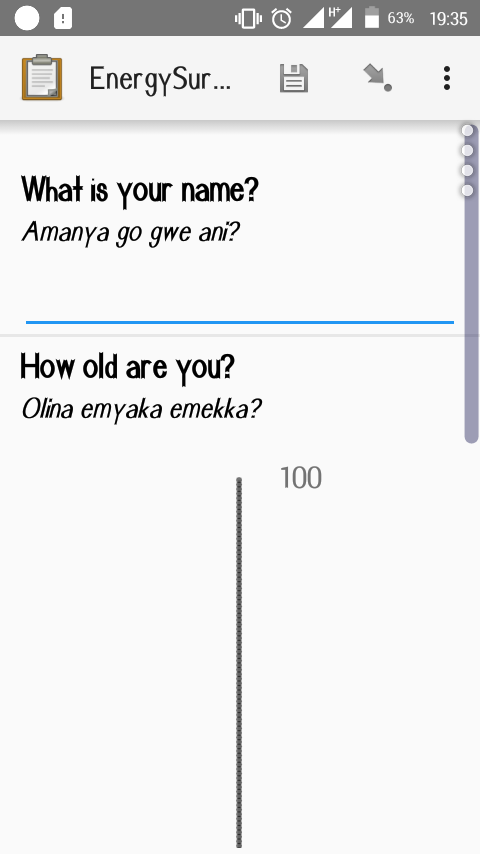 H+ 63% 19:35
EnergySur...
What is your name?
Amanya go gwe ani?
How old are you?
Olina emyaka emekka?
100